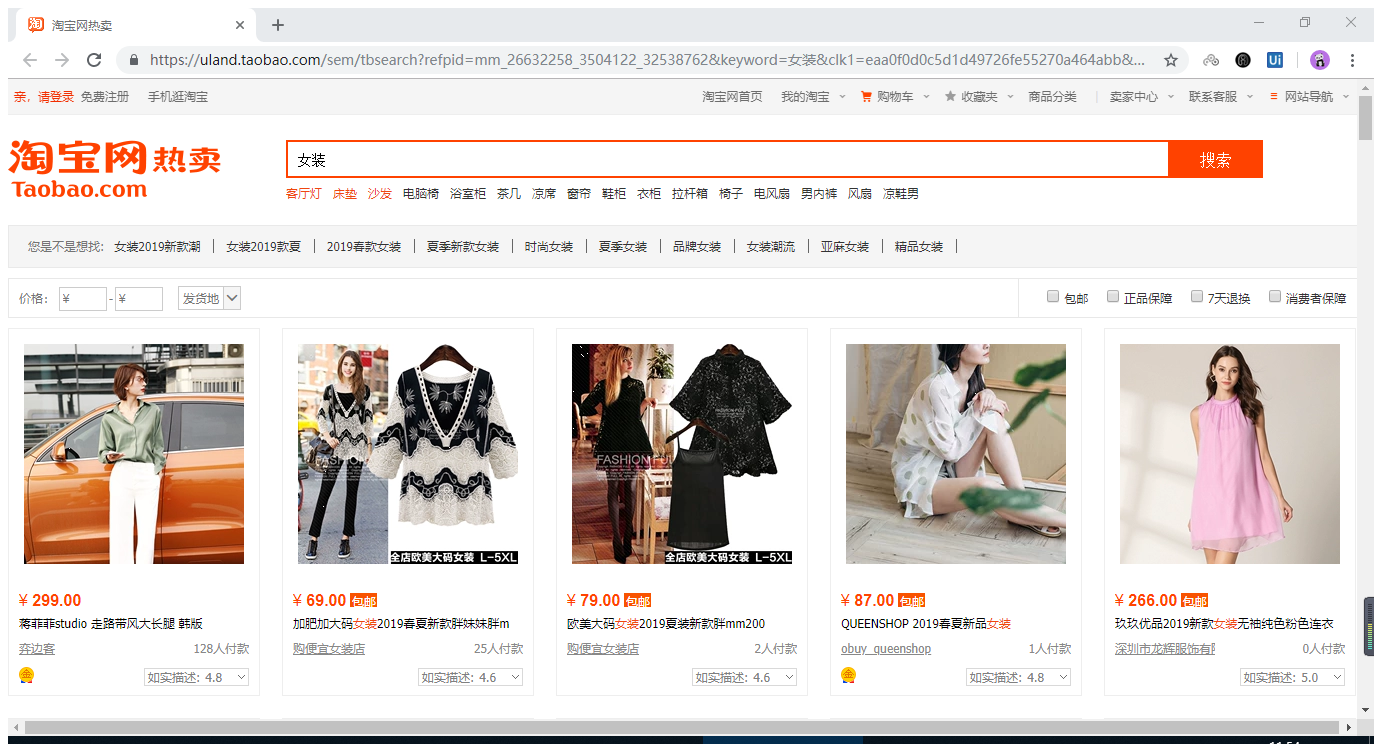 淘宝网热卖
https://uland.taobao.com/sem/tbsearch?refpid=mm_26632258_3504122_32538762&keyword=女装&clk1=eaa0f0d0c5d1d49726fe55270a464abb&...
亲，请登录 免费注册 手机逛淘宝 淘宝网首页 我的淘宝 购物车 收藏夹 商品分类 卖家中心 联系客服 网站导航
淘宝网热卖
Taobao.com
女装 搜索
客厅灯 床垫 沙发 电脑椅 浴室柜 茶几 凉席 窗帘 鞋柜 衣柜 拉杆箱 椅子 电风扇 男内裤 风扇 凉鞋男
您是不是想找: 女装2019新款潮 | 女装2019款夏 | 2019春款女装 | 夏季新款女装 | 时尚女装 | 夏季女装 | 品牌女装 | 女装潮流 | 亚麻女装 | 精品女装 |
价格: ¥ - ¥ 发货地 包邮 正品保障 7天退换 消费者保障
FASHION FUL
全店欧美大码女装 L-5XL
全店欧美大码女装 L-5XL
¥ 299.00
蒋菲菲studio 走路带风大长腿 韩版
弈边客 128人付款
如实描述: 4.8
¥ 69.00 包邮
加肥加大码女装2019春夏新款胖妹妹胖m
购便宜女装店 25人付款
如实描述: 4.6
¥ 79.00 包邮
欧美大码女装2019夏装新款胖mm200
购便宜女装店 2人付款
如实描述: 4.6
¥ 87.00 包邮
QUEENSHOP 2019春夏新品女装
obuy_queenshop 1人付款
如实描述: 4.8
¥ 266.00 包邮
玖玖优品2019新款女装无袖纯色粉色连衣
深圳市龙辉服饰有 0人付款
如实描述: 5.0